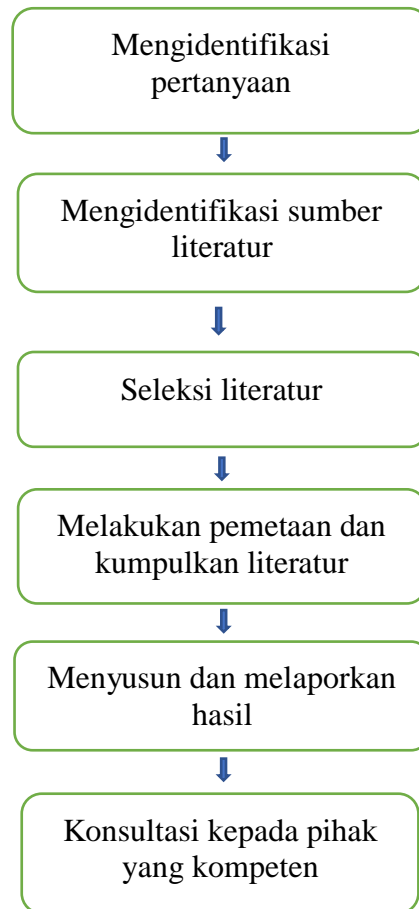 Mengidentifikasi
pertanyaan
Mengidentifikasi sumber
literatur
Seleksi literatur
Melakukan pemetaan dan
kumpulkan literatur
Menyusun dan melaporkan
hasil
Konsultasi kepada pihak
yang kompeten